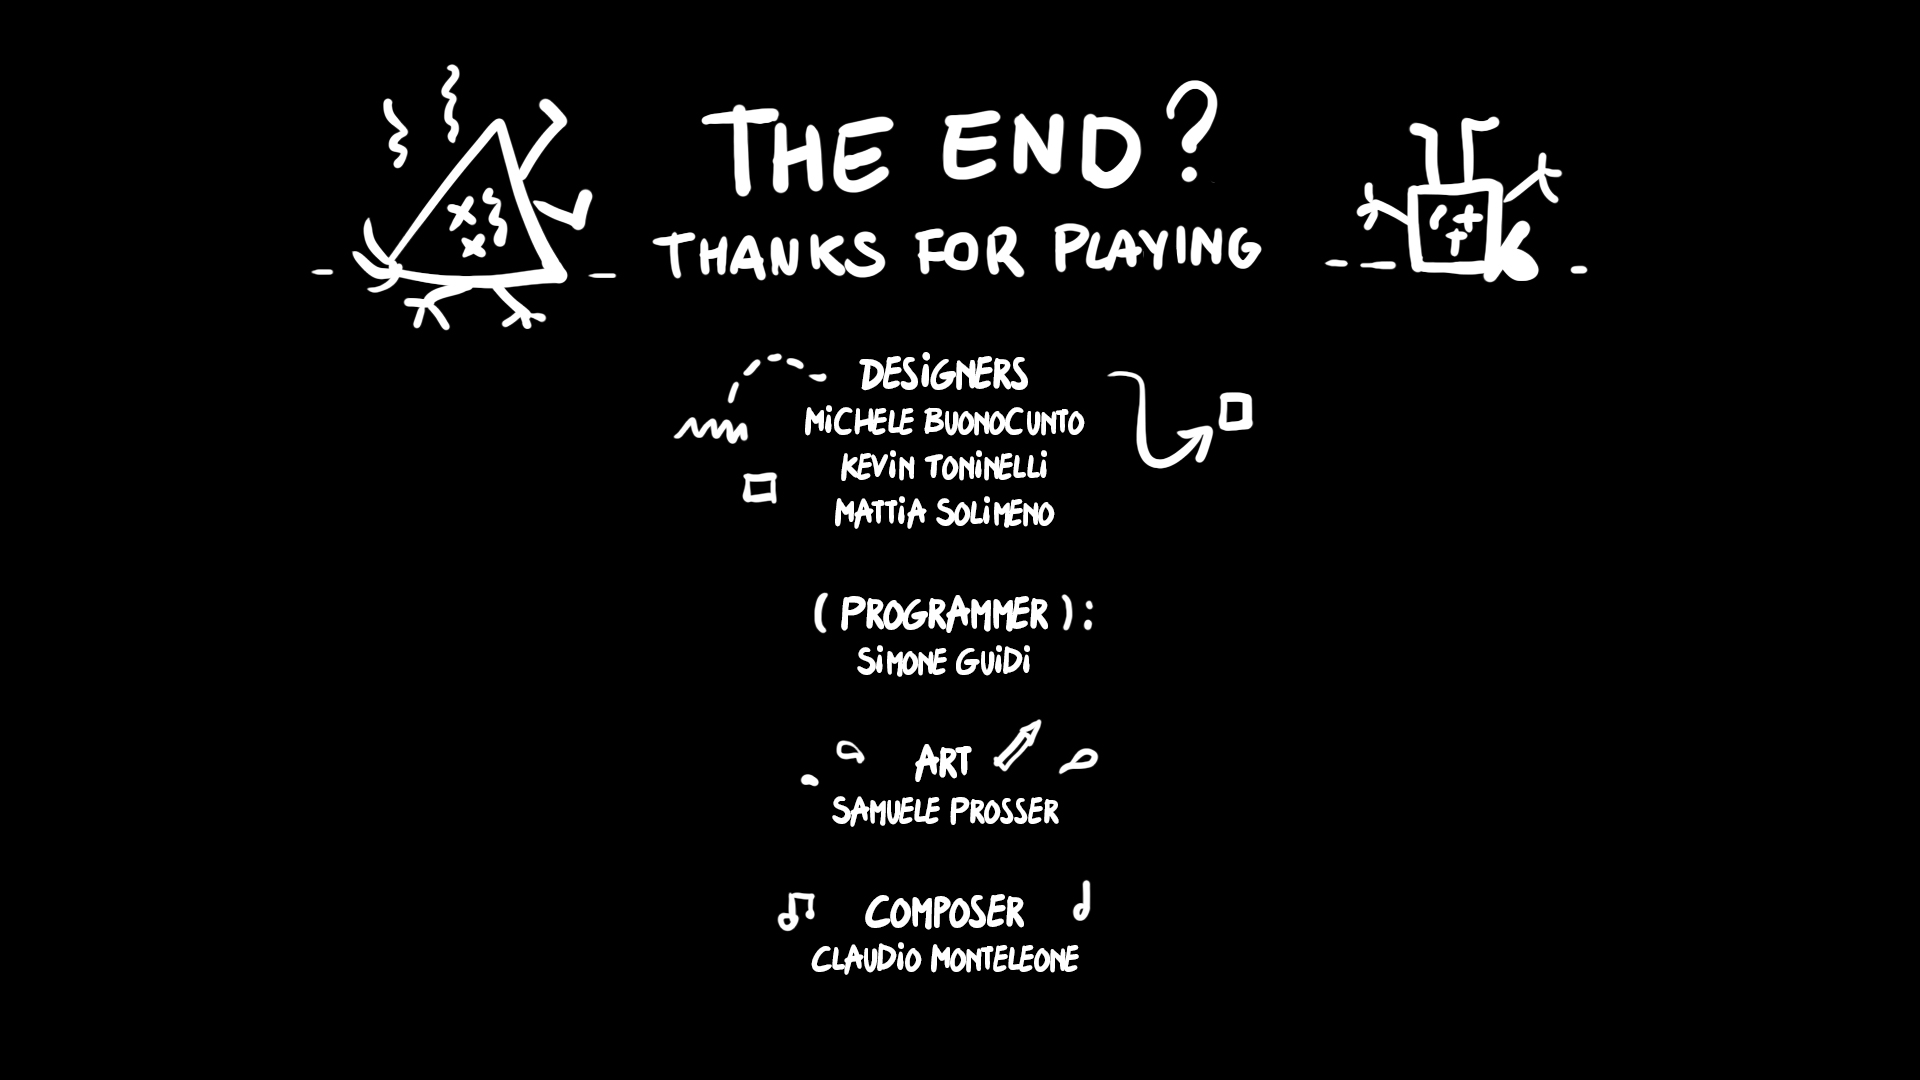 THE END?
THANKS FOR PLAYING
DESiGNERS
MiCHELE BUONOCUNTO
KEViN TONiNELLi
MATTiA SOLiMENO
( PROGRAMMER ):
SiMONE GUiDi
ART
SAMUELE PROSSER
COMPOSER
CLAUDiO MONTELEONE